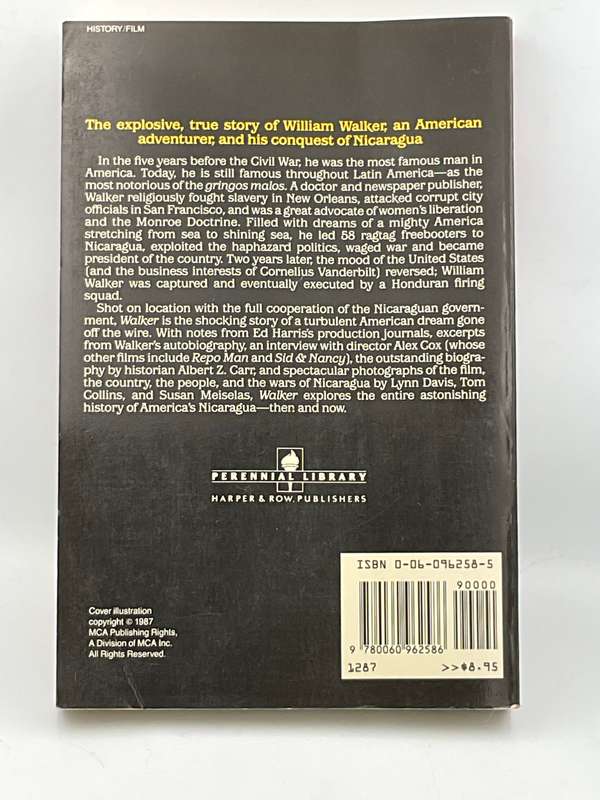 HISTORY/FILM
The explosive, true story of William Walker, an American
adventurer, and his conquest of Nicaragua
In the five years before the Civil War, he was the most famous man in
America. Today, he is still famous throughout Latin America—as the
most notorious of the gringos malos. A doctor and newspaper publisher,
Walker religiously fought slavery in New Orleans, attacked corrupt city
officials in San Francisco, and was a great advocate of women's liberation
and the Monroe Doctrine. Filled with dreams of a mighty America
stretching from sea to shining sea, he led 58 ragtag freebooters to
Nicaragua, exploited the haphazard politics, waged war and became
president of the country. Two years later, the mood of the United States
(and the business interests of Cornelius Vanderbilt) reversed; William
Walker was captured and eventually executed by a Honduran firing
squad.
Shot on location with the full cooperation of the Nicaraguan govern-
ment, Walker is the shocking story of a turbulent American dream gone
off the wire. With notes from Ed Harris's production journals, excerpts
from Walker's autobiography, an interview with director Alex Cox (whose
other films include Repo Man and Sid & Nancy), the outstanding biogra-
phy by historian Albert Z. Carr, and spectacular photographs of the film,
the country, the people, and the wars of Nicaragua by Lynn Davis, Tom
Collins, and Susan Meiselas, Walker explores the entire astonishing
history of America's Nicaragua—then and now.
PERENNIAL LIBRARY
HARPER & ROW, PUBLISHERS
Cover illustration
copyright © 1987
MCA Publishing Rights,
A Division of MCA Inc.
All Rights Reserved.
ISBN 0-06-096258-5
90000
9 780060 962586
1287 >>$8.95